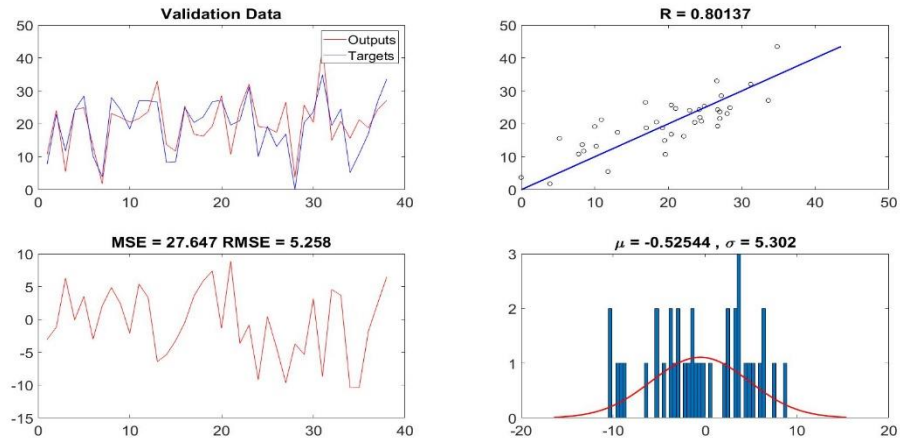 Validation Data
50
40
30
20
10
0
0 10 20 30 40
Outputs
Targets
R = 0.80137
50
40
30
20
10
0
0 10 20 30 40 50
MSE = 27.647 RMSE = 5.258
10
5
0
-5
-10
-15
0 10 20 30 40
μ = -0.52544 , σ = 5.302
3
2
1
0
-20 -10 0 10 20